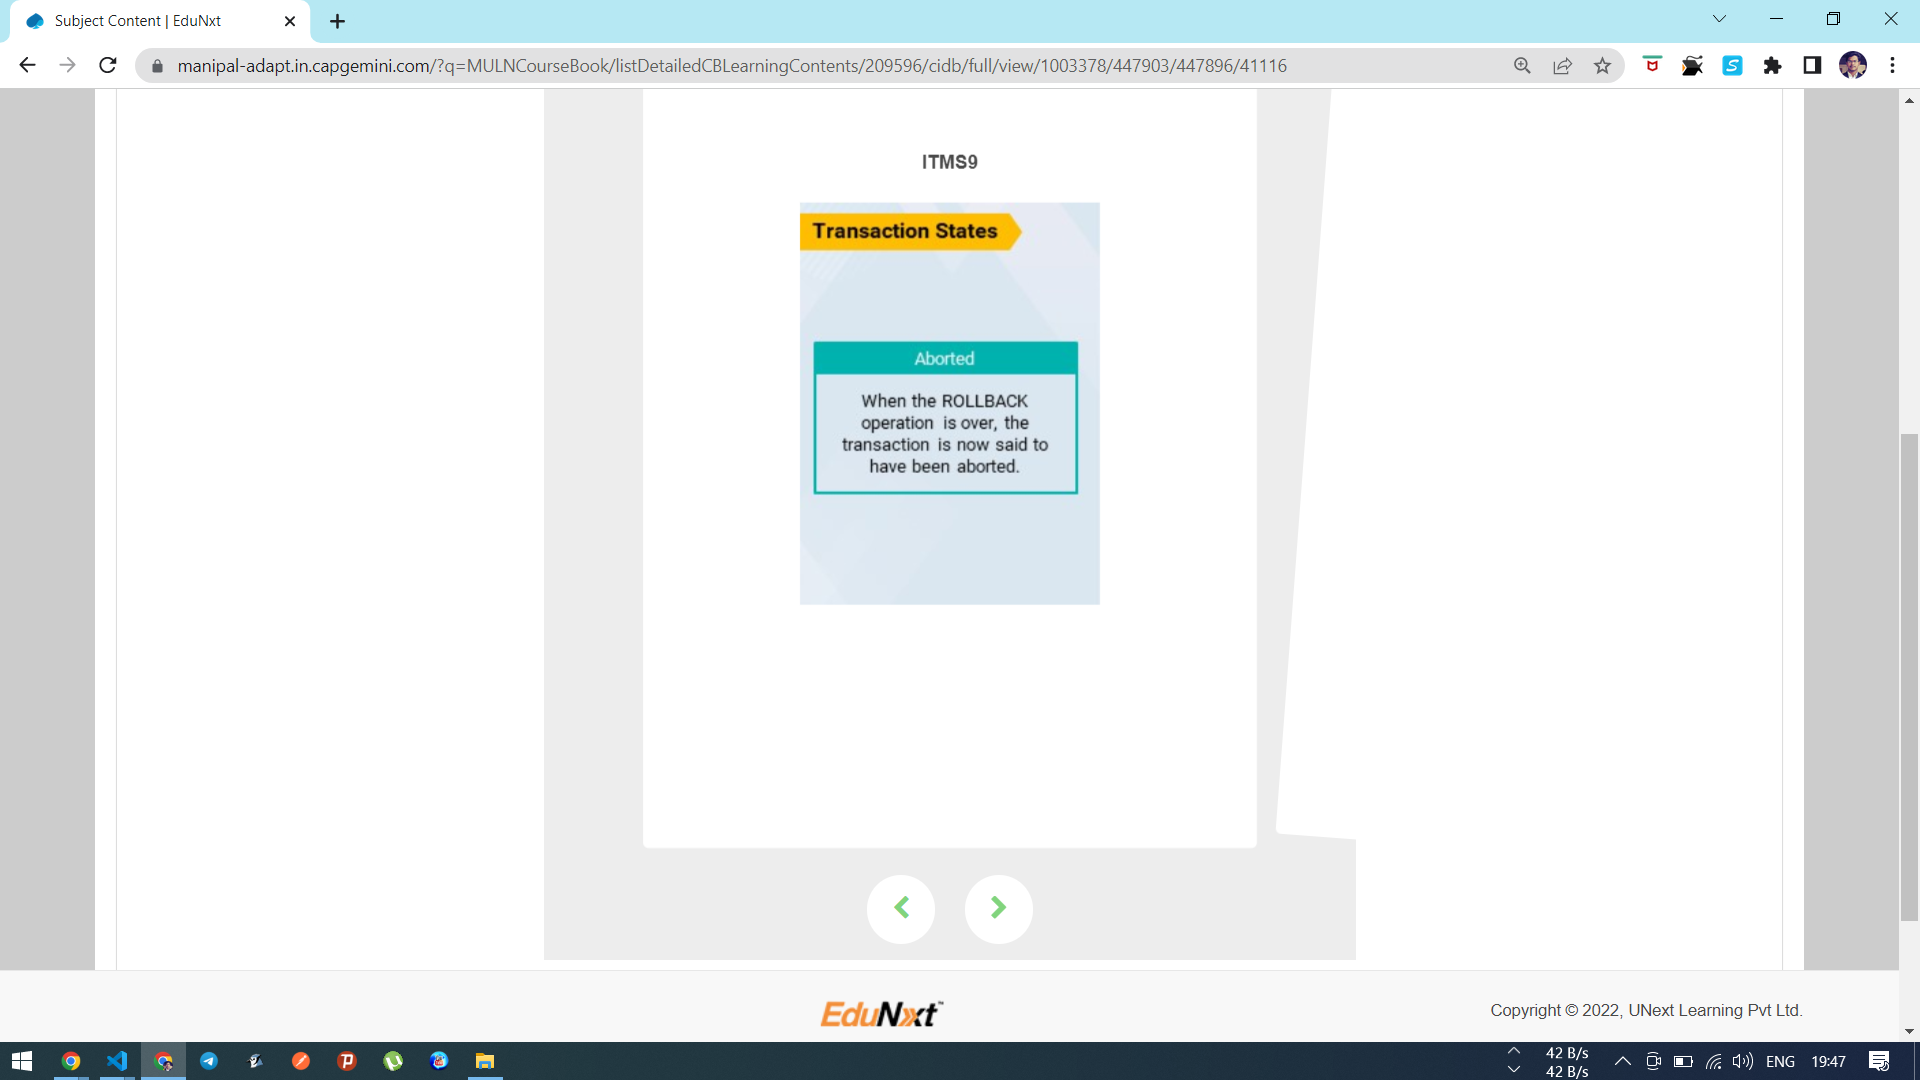 Subject Content | EduNxt
manipal-adapt.in.capgemini.com/?q=MULNCourseBook/listDetailedCBLearningContents/209596/cidb/full/view/1003378/447903/447896/41116
ITMS9
Transaction States
Aborted
When the ROLLBACK
operation is over, the
transaction is now said to
have been aborted.
EduNxt™
Copyright © 2022, UNext Learning Pvt Ltd.
42 B/s
42 B/s
ENG
19:47